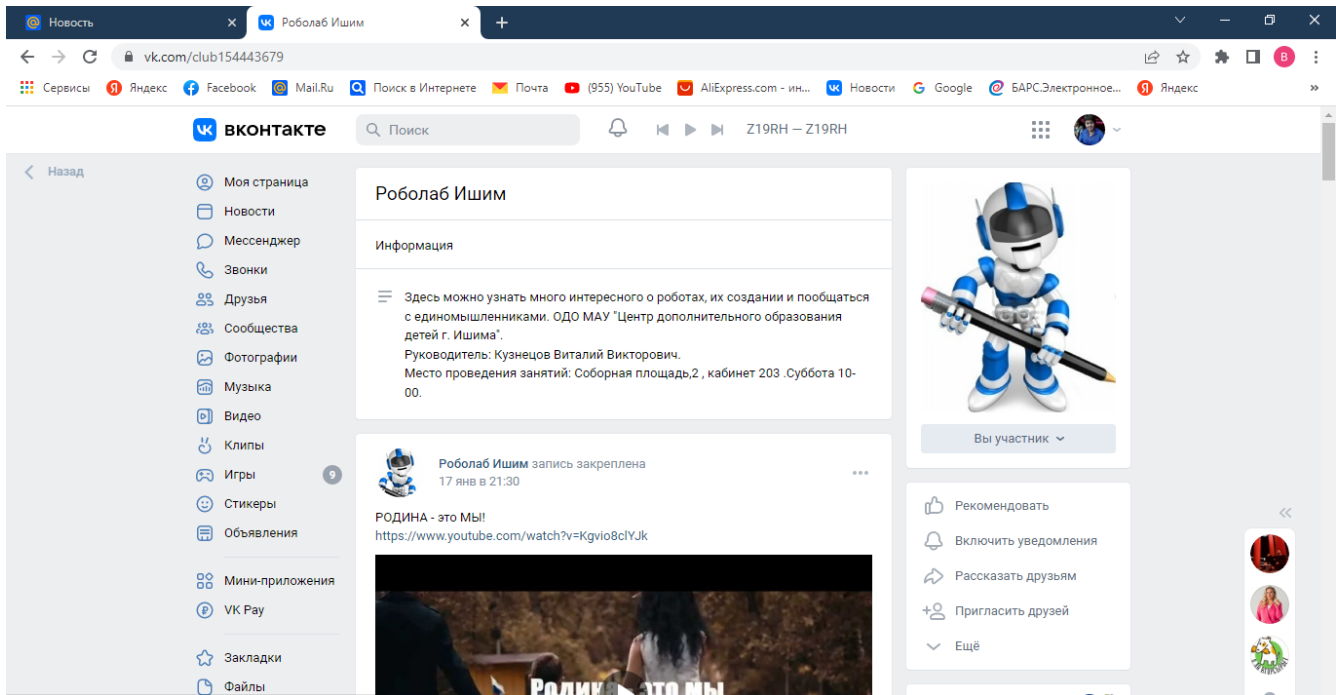 Новость
Роболаб Ишим
vk.com/club154443679
В
Сервисы
Яндекс
Facebook
Mail.Ru
Поиск в Интернете
Почта
(955) YouTube
AliExpress.com - ин...
Новости
Google
БАРС.Электронное...
Яндекс
»
вконтакте
Поиск
Z19RH — Z19RH
Назад
Моя страница
Новости
Мессенджер
Звонки
Друзья
Сообщества
Фотографии
Музыка
Видео
Клипы
Игры
9
Стикеры
Объявления
Мини-приложения
VK Pay
Закладки
Файлы
Роболаб Ишим
Информация
Здесь можно узнать много интересного о роботах, их создании и пообщаться
с единомышленниками. ОДО МАУ "Центр дополнительного образования
детей г. Ишима".
Руководитель: Кузнецов Виталий Викторович.
Место проведения занятий: Соборная площадь,2 , кабинет 203 .Суббота 10-
00.
Роболаб Ишим запись закреплена
17 янв в 21:30
РОДИНА - это МЫ!
https://www.youtube.com/watch?v=Kgvio8clYJk
Родина это мы
Вы участник
Рекомендовать
Включить уведомления
Рассказать друзьям
Пригласить друзей
Ещё